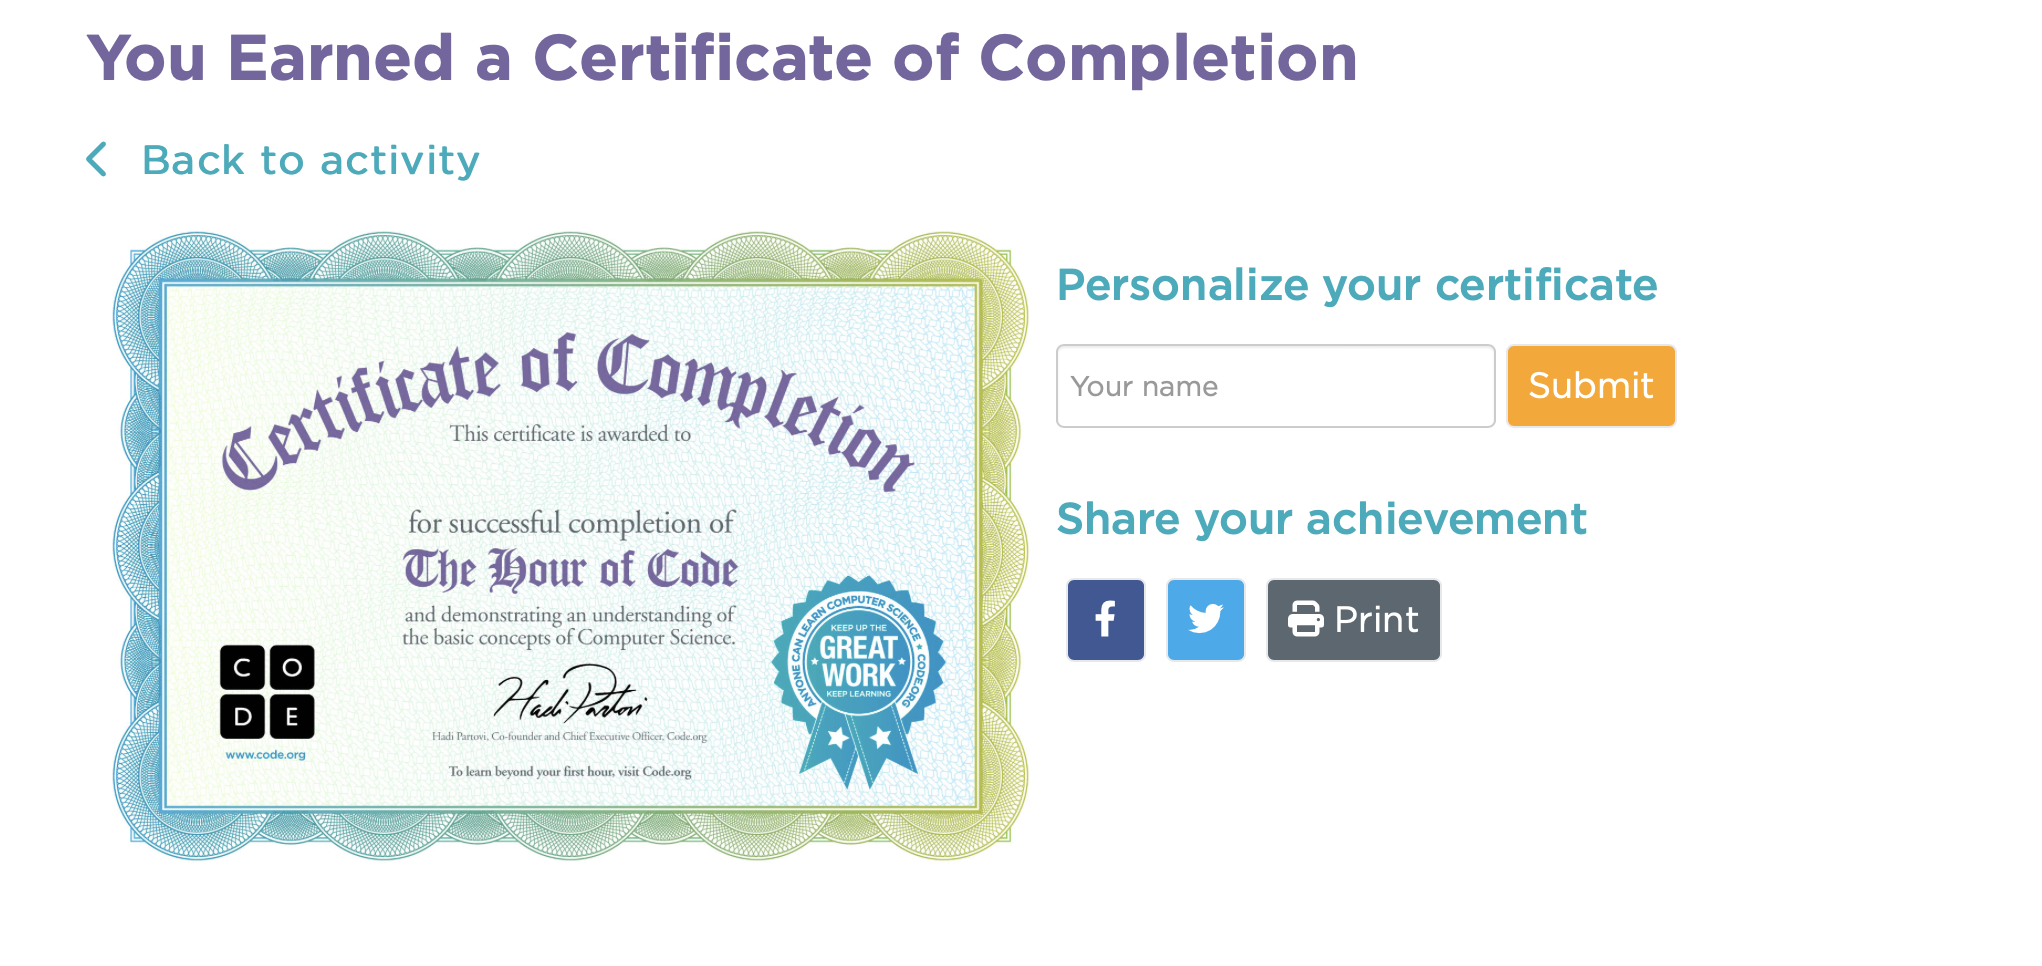 You Earned a Certificate of Completion
Back to activity
Certificate of Completion
This certificate is awarded to
for successful completion of
The Hour of Code
and demonstrating an understanding of
the basic concepts of Computer Science.
Hadi Partovi
Hadi Partovi, Co-founder and Chief Executive Officer, Code.org
To learn beyond your first hour, visit Code.org
C O
D E
www.code.org
ANYONE CAN LEARN COMPUTER SCIENCE ★ CODE.ORG
KEEP UP THE
GREAT
WORK
KEEP LEARNING
Personalize your certificate
Your name
Submit
Share your achievement
f
Print